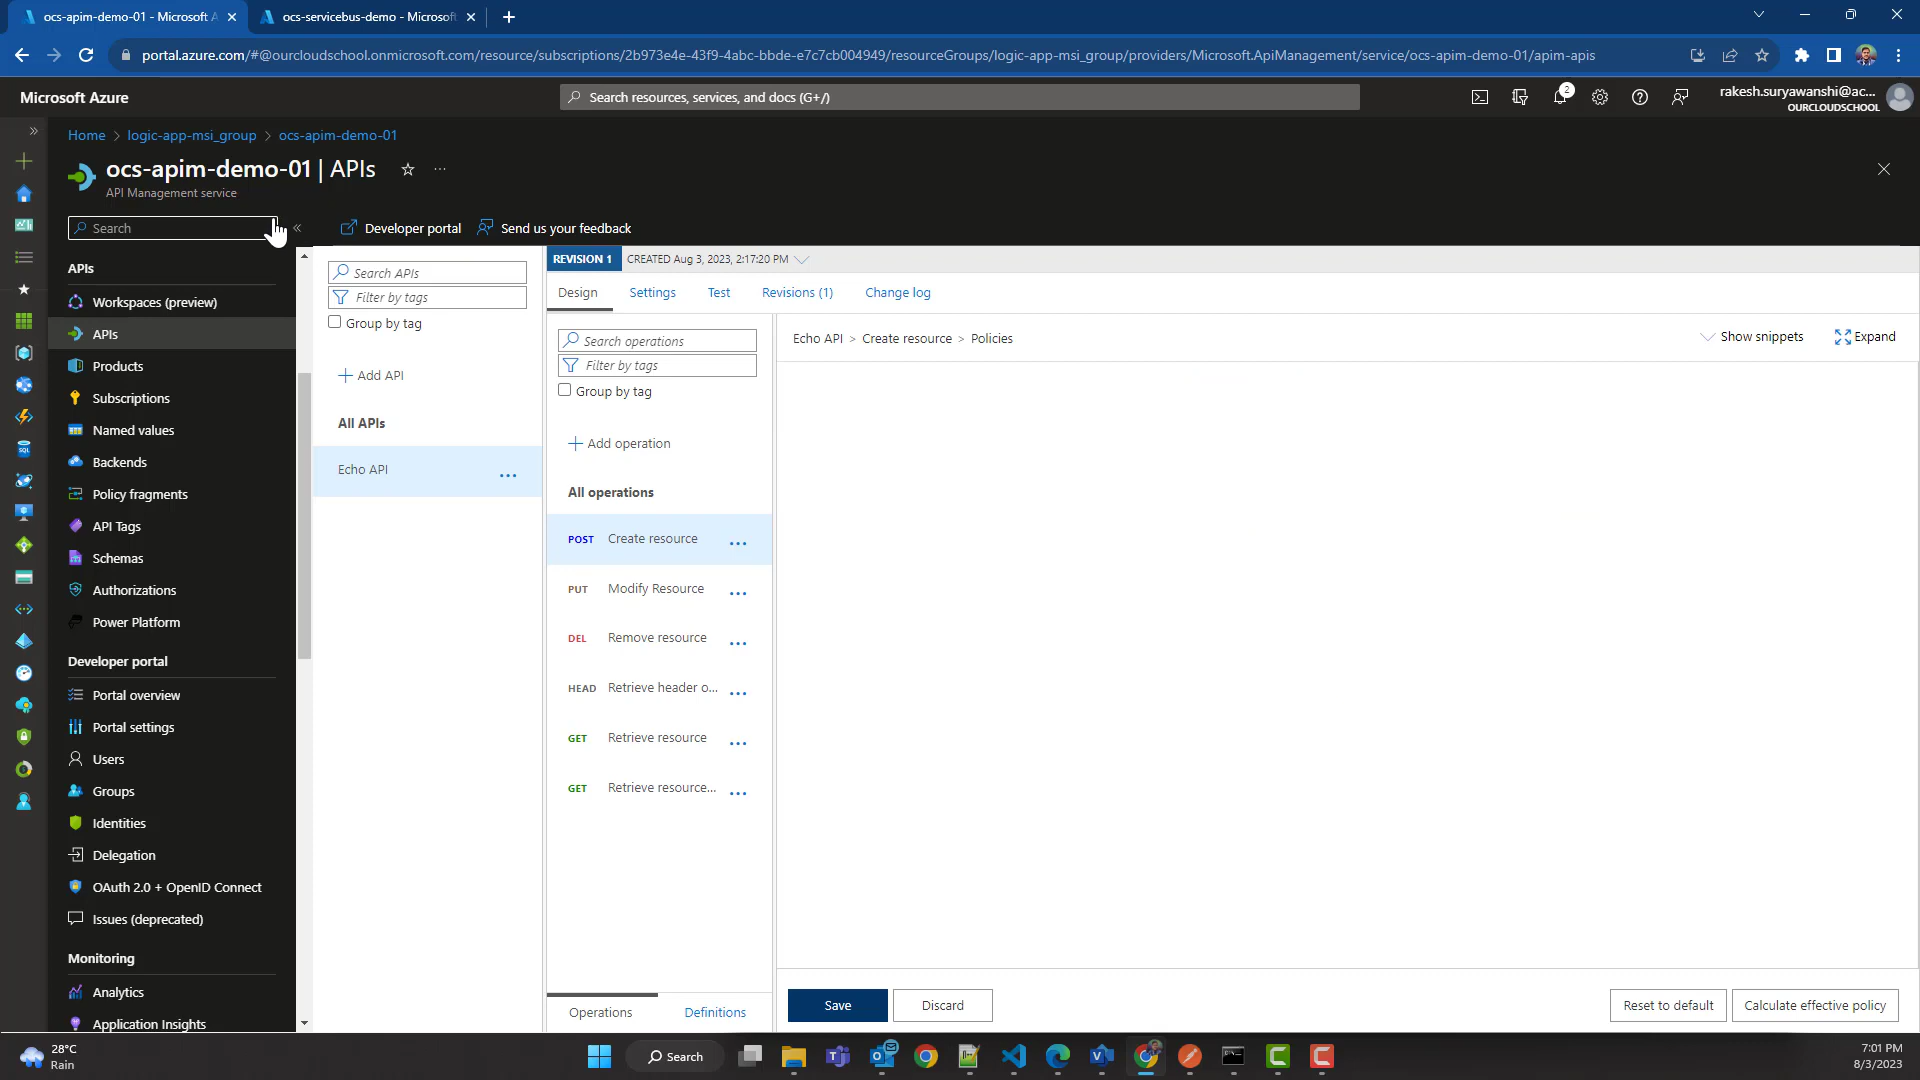 ocs-apim-demo-01 - Microsoft A
ocs-servicebus-demo - Microsoft
portal.azure.com/#@ourcloudschool.onmicrosoft.com/resource/subscriptions/2b973e4e-43f9-4abc-bbde-e7c7cb004949/resourceGroups/logic-app-msi_group/providers/Microsoft.ApiManagement/service/ocs-apim-demo-01/apim-apis
Microsoft Azure
Search resources, services, and docs (G+/)
2
rakesh.suryawanshi@ac...
OURCLOUDSCHOOL
Home > logic-app-msi_group > ocs-apim-demo-01
ocs-apim-demo-01 | APIs
API Management service
Search
Developer portal
Send us your feedback
APIs
Workspaces (preview)
APIs
Products
Subscriptions
Named values
Backends
Policy fragments
API Tags
Schemas
Authorizations
Power Platform
Developer portal
Portal overview
Portal settings
Users
Groups
Identities
Delegation
OAuth 2.0 + OpenID Connect
Issues (deprecated)
Monitoring
Analytics
Application Insights
Search APIs
Filter by tags
Group by tag
Add API
All APIs
Echo API
REVISION 1
CREATED Aug 3, 2023, 2:17:20 PM
Design
Settings
Test
Revisions (1)
Change log
Search operations
Filter by tags
Group by tag
Add operation
All operations
POST Create resource
PUT Modify Resource
DEL Remove resource
HEAD Retrieve header o...
GET Retrieve resource
GET Retrieve resource...
Operations
Definitions
Echo API > Create resource > Policies
Show snippets
Expand
Save
Discard
Reset to default
Calculate effective policy
28°C
Rain
Search
7:01 PM
8/3/2023